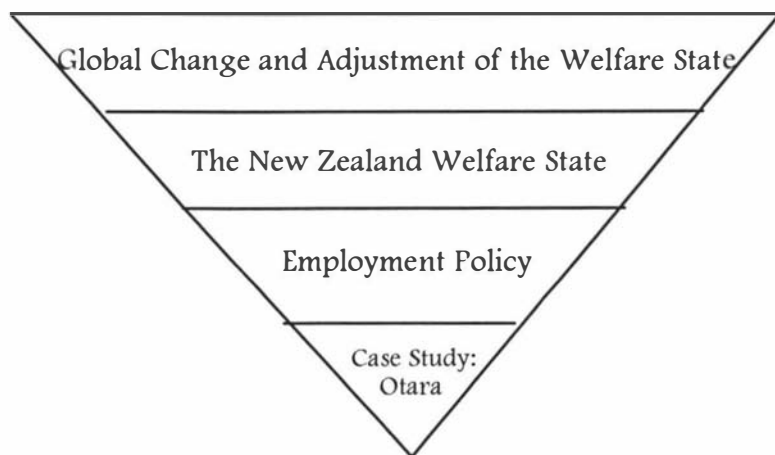 Global Change and Adjustment of the Welfare State
The New Zealand Welfare State
Employment Policy
Case Study:
Otara